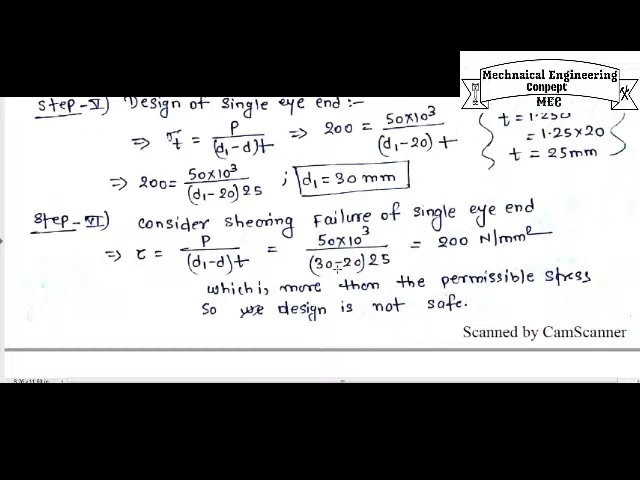 Mechnaical Engineering
Conpept
MEC
Step-V) Design of single eye end :-
⇒ σt = P/(d₁-d)t ⇒ 200 = 50×10³/(d₁-20)t
t = 1.25D
= 1.25×20
t = 25mm
⇒ 200 = 50×10³/(d₁-20)25 ; d₁ = 30 mm
Step-VI) consider shearing Failure of single eye end
⇒ τ = P/(d₁-d)t = 50×10³/(30-20)25 = 200 N/mm²
which is more then the permissible stress
So design is not safe.
Scanned by CamScanner